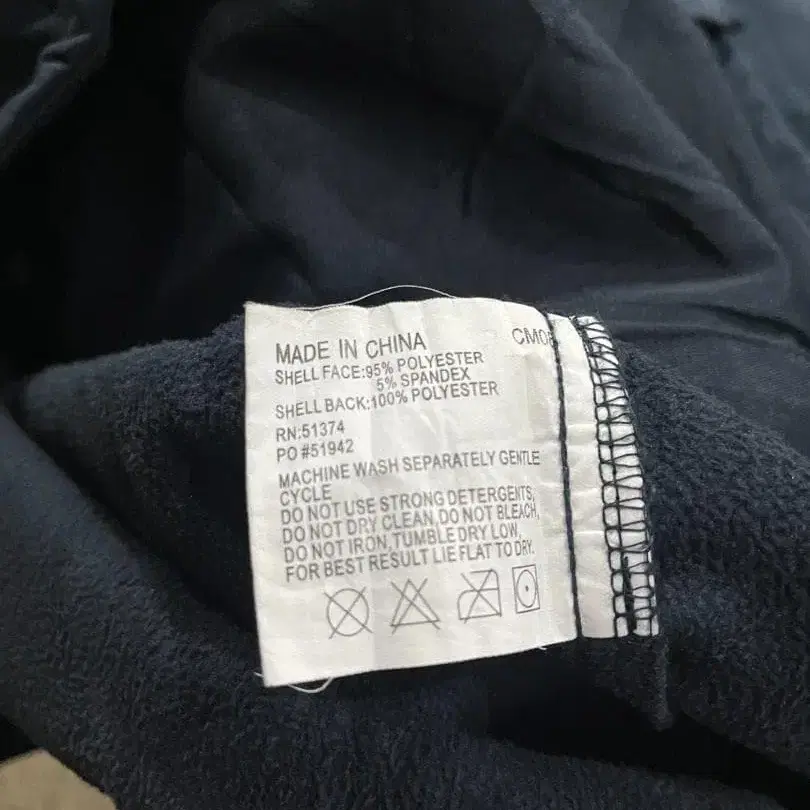 MADE IN CHINA
SHELL FACE:95% POLYESTER
5% SPANDEX
SHELL BACK:100% POLYESTER
RN:51374
PO #51942
MACHINE WASH SEPARATELY GENTLE
CYCLE
DO NOT USE STRONG DETERGENTS,
DO NOT DRY CLEAN, DO NOT BLEACH,
DO NOT IRON, TUMBLE DRY LOW,
FOR BEST RESULT LIE FLAT TO DRY.